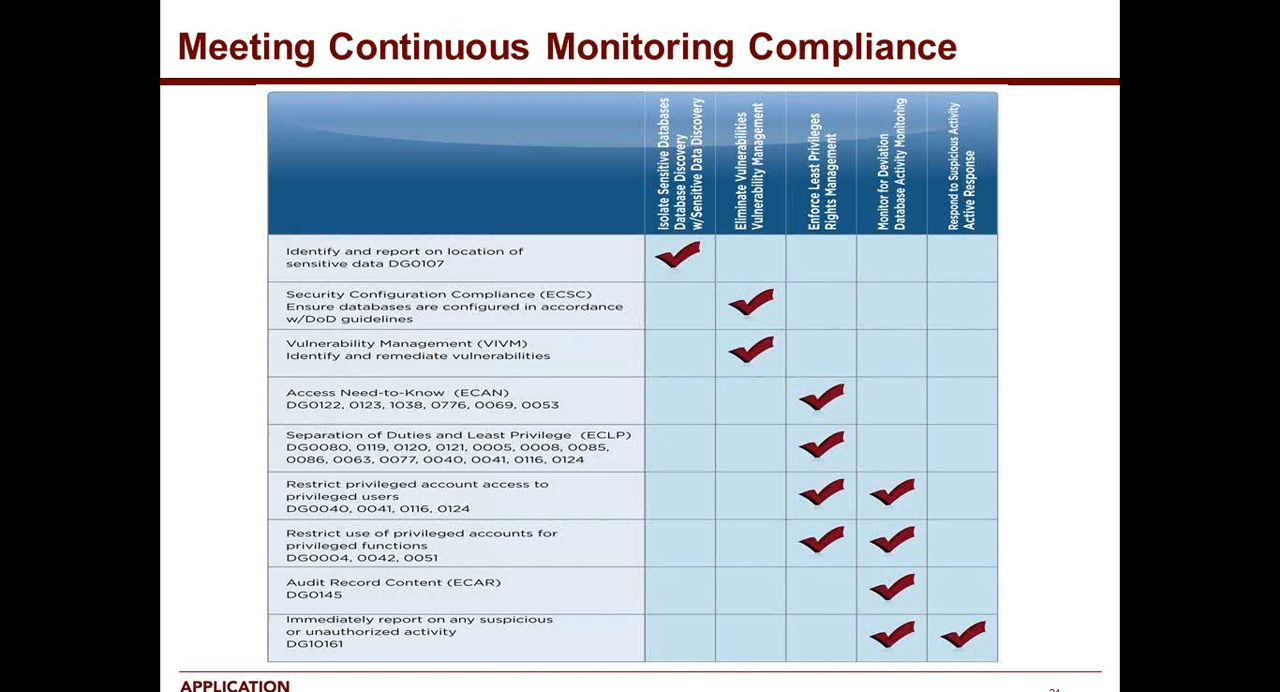 Meeting Continuous Monitoring Compliance
Isolate Sensitive Databases
Database Discovery
w/Sensitive Data Discovery
Eliminate Vulnerabilities
Vulnerability Management
Enforce Least Privileges
Rights Management
Monitor for Deviation
Database Activity Monitoring
Respond to Suspicious Activity
Active Response
Identify and report on location of
sensitive data DG0107
Security Configuration Compliance (ECSC)
Ensure databases are configured in accordance
w/DoD guidelines
Vulnerability Management (VIVM)
Identify and remediate vulnerabilities
Access Need-to-Know (ECAN)
DG0122, 0123, 1038, 0776, 0069, 0053
Separation of Duties and Least Privilege (ECLP)
DG0080, 0119, 0120, 0121, 0005, 0008, 0085,
0086, 0063, 0077, 0040, 0041, 0116, 0124
Restrict privileged account access to
privileged users
DG0040, 0041, 0116, 0124
Restrict use of privileged accounts for
privileged functions
DG0004, 0042, 0051
Audit Record Content (ECAR)
DG0145
Immediately report on any suspicious
or unauthorized activity
DG10161
APPLICATION